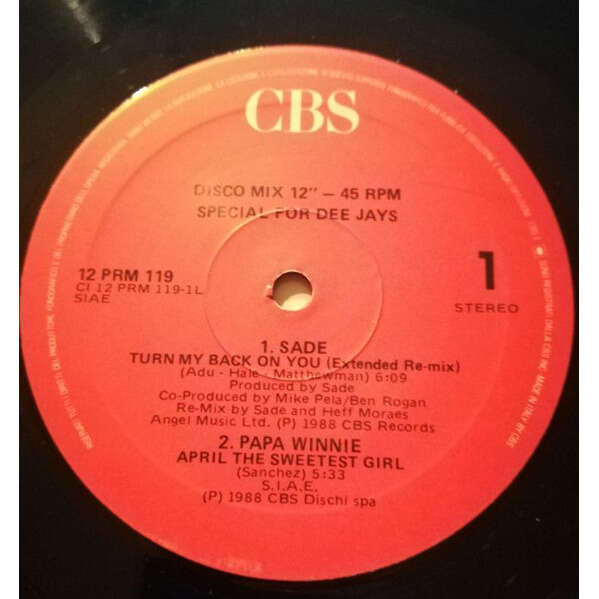 CBS
DISCO MIX 12" — 45 RPM
SPECIAL FOR DEE JAYS
12 PRM 119
CI 12 PRM 119-1L
SIAE
1
STEREO
1. SADE
TURN MY BACK ON YOU (Extended Re-mix)
(Adu - Hale - Matthewman) 6:09
Produced by Sade
Co-Produced by Mike Pela/Ben Rogan
Re-Mix by Sade and Heff Moraes
Angel Music Ltd. (P) 1988 CBS Records
2. PAPA WINNIE
APRIL THE SWEETEST GIRL
(Sanchez) 5:33
S.I.A.E.
(P) 1988 CBS Dischi spa